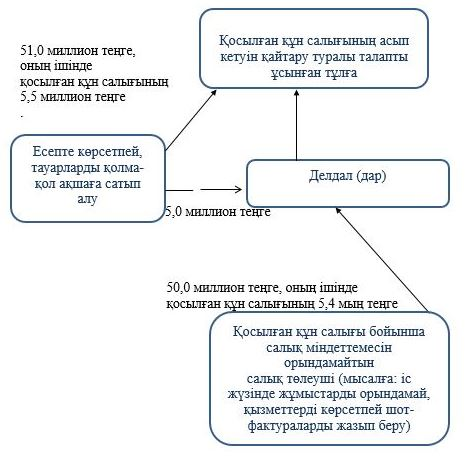 51,0 миллион теңге,
оның ішінде
қосылған құн салығының
5,5 миллион теңге
.
Қосылған құн салығының асып
кетуін қайтару туралы талапты
ұсынған тұлға
Есепте көрсетпей,
тауарларды қолма-
қол ақшаға сатып
алу
Делдал (дар)
5,0 миллион теңге
50,0 миллион теңге, оның ішінде
қосылған құн салығының 5,4 мың теңге
Қосылған құн салығы бойынша
салық міндеттемесін
орындамайтын
салық төлеуші (мысалға: іс
жүзінде жұмыстарды орындамай,
қызметтерді көрсетпей шот-
фактураларды жазып беру)